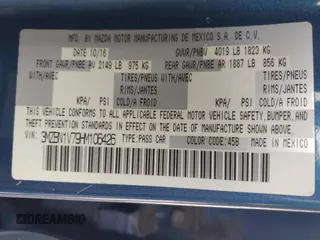 MFD. BY MAZDA MOTOR MANUFACTURING DE MEXICO S.A. DE C.V.
DATE: 10/16 GVWR/PNBV 4019 LB 1823 KG
FRONT GAWR/PNBE AV 2149 LB 975 KG REAR GAWR/PNBE AR 1887 LB 856 KG
WITH/AVEC TIRES/PNEUS WITH/AVEC TIRES/PNEUS
RIMS/JANTES RIMS/JANTES
KPA/ PSI COLD/A FROID KPA/ PSI COLD/A FROID
THIS VEHICLE CONFORMS TO ALL APPLICABLE FEDERAL MOTOR VEHICLE SAFETY, BUMPER, AND
THEFT PREVENTION STANDARDS IN EFFECT ON THE DATE OF MANUFACTURE SHOWN ABOVE.
VIN: 3MZBN1V79HM106426 TYPE: PASS CAR COLOR CODE: 45B
MADE IN MEXICO
DREAMBID